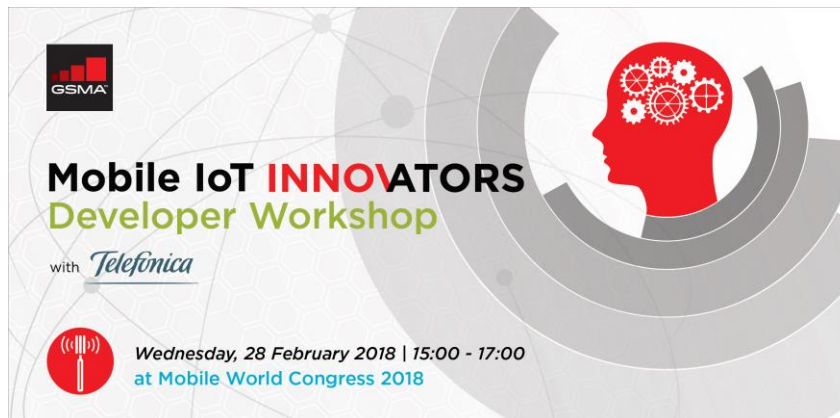 GSMA™
Mobile IoT INNOVATORS
Developer Workshop
with Telefónica
Wednesday, 28 February 2018 | 15:00 - 17:00
at Mobile World Congress 2018